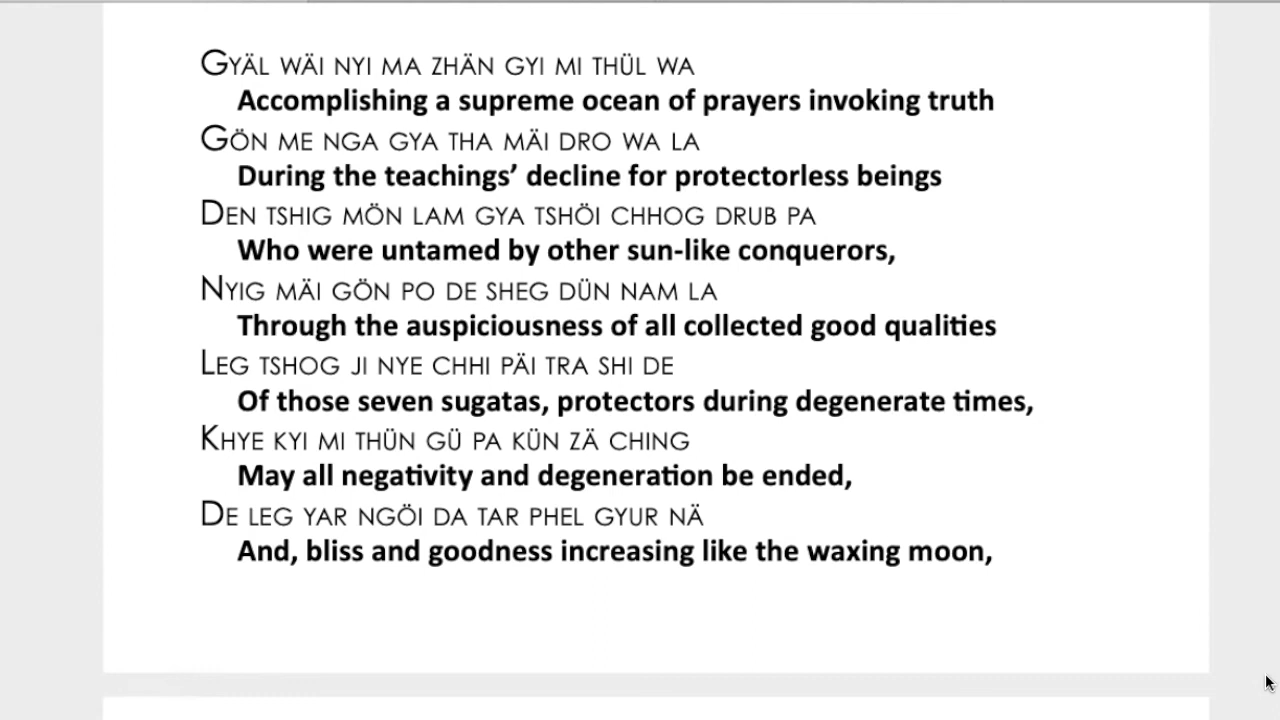 GYÄL WÄI NYI MA ZHÄN GYI MI THÜL WA
Accomplishing a supreme ocean of prayers invoking truth
GÖN ME NGA GYA THA MÄI DRO WA LA
During the teachings’ decline for protectorless beings
DEN TSHIG MÖN LAM GYA TSHÖI CHHOG DRUB PA
Who were untamed by other sun-like conquerors,
NYIG MÄI GÖN PO DE SHEG DÜN NAM LA
Through the auspiciousness of all collected good qualities
LEG TSHOG JI NYE CHHI PÄI TRA SHI DE
Of those seven sugatas, protectors during degenerate times,
KHYE KYI MI THÜN GÜ PA KÜN ZÄ CHING
May all negativity and degeneration be ended,
DE LEG YAR NGÖI DA TAR PHEL GYUR NÄ
And, bliss and goodness increasing like the waxing moon,